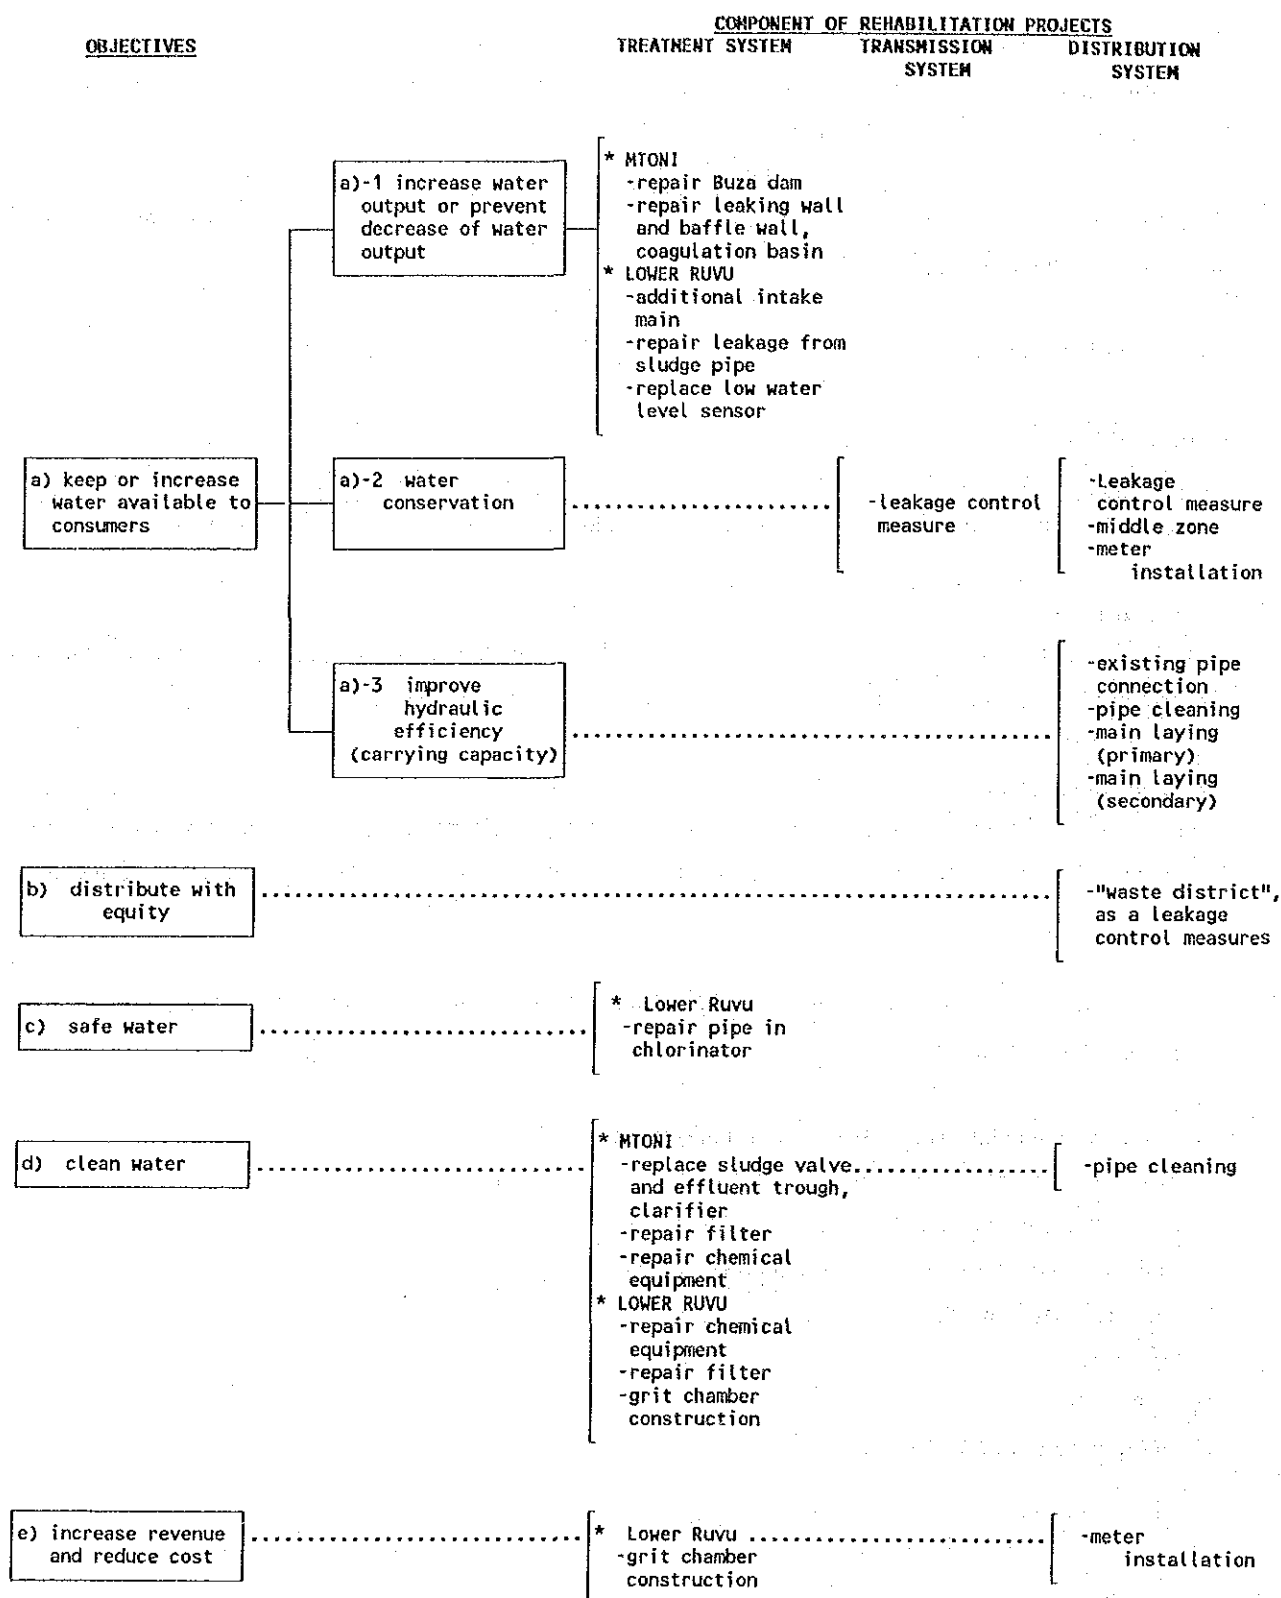 COMPONENT OF REHABILITATION PROJECTS
OBJECTIVES
TREATMENT SYSTEM
TRANSMISSION
SYSTEM
DISTRIBUTION
SYSTEM
a)-1 increase water
output or prevent
decrease of water
output
* MTONI
-repair Buza dam
-repair leaking wall
and baffle wall,
coagulation basin
* LOWER RUVU
-additional intake
main
-repair leakage from
sludge pipe
-replace low water
level sensor
a) keep or increase
water available to
consumers
a)-2 water
conservation
-leakage control
measure
-Leakage
control measure
-middle zone
-meter
installation
a)-3 improve
hydraulic
efficiency
(carrying capacity)
-existing pipe
connection
-pipe cleaning
-main laying
(primary)
-main laying
(secondary)
b) distribute with
equity
-"waste district",
as a leakage
control measures
c) safe water
* Lower Ruvu
-repair pipe in
chlorinator
d) clean water
* MTONI
-replace sludge valve
and effluent trough,
clarifier
-repair filter
-repair chemical
equipment
* LOWER RUVU
-repair chemical
equipment
-repair filter
-grit chamber
construction
-pipe cleaning
e) increase revenue
and reduce cost
* Lower Ruvu
-grit chamber
construction
-meter
installation